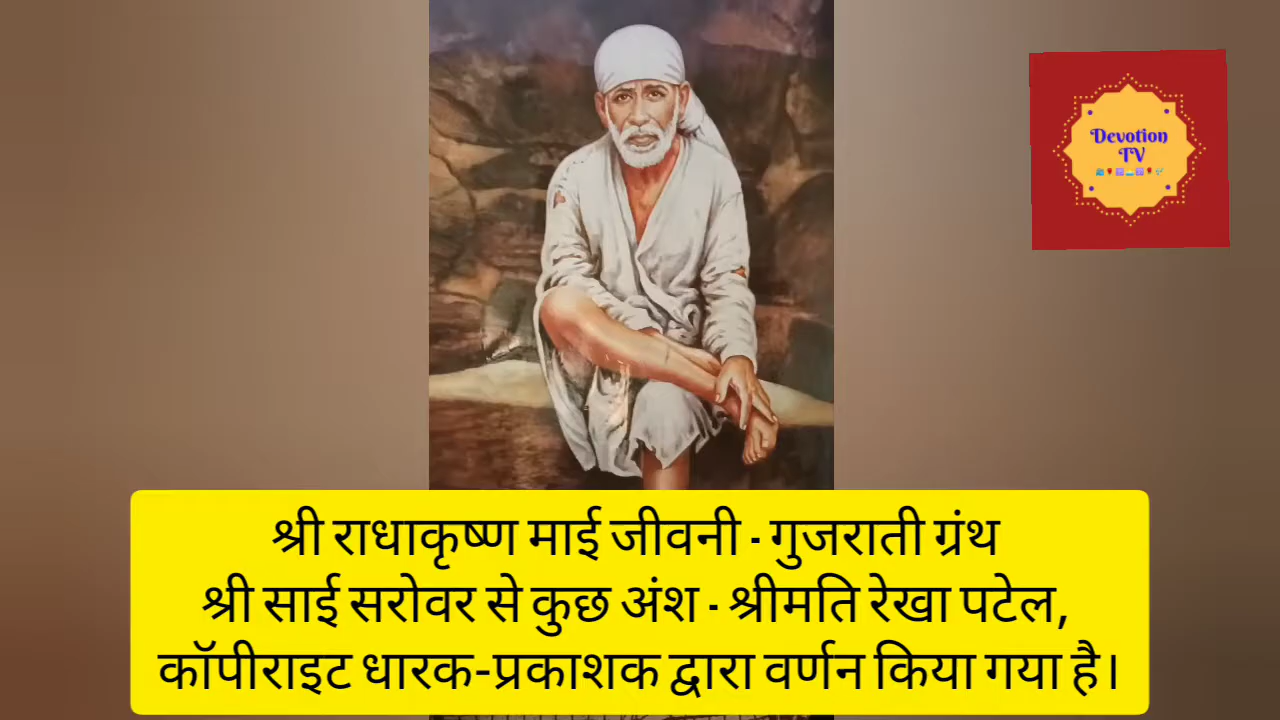 Devotion
TV
श्री राधाकृष्ण माई जीवनी - गुजराती ग्रंथ
श्री साई सरोवर से कुछ अंश - श्रीमति रेखा पटेल,
कॉपीराइट धारक-प्रकाशक द्वारा वर्णन किया गया है।